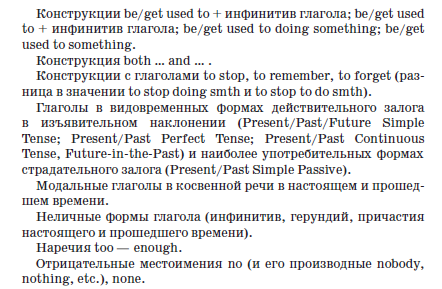 Конструкции be/get used to + инфинитив глагола; be/get used
to + инфинитив глагола; be/get used to doing something; be/get
used to something.
Конструкция both ... and ... .
Конструкции с глаголами to stop, to remember, to forget (раз-
ница в значении to stop doing smth и to stop to do smth).
Глаголы в видовременных формах действительного залога
в изъявительном наклонении (Present/Past/Future Simple
Tense; Present/Past Perfect Tense; Present/Past Continuous
Tense, Future-in-the-Past) и наиболее употребительных формах
страдательного залога (Present/Past Simple Passive).
Модальные глаголы в косвенной речи в настоящем и прошед-
шем времени.
Неличные формы глагола (инфинитив, герундий, причастия
настоящего и прошедшего времени).
Наречия too — enough.
Отрицательные местоимения no (и его производные nobody,
nothing, etc.), none.